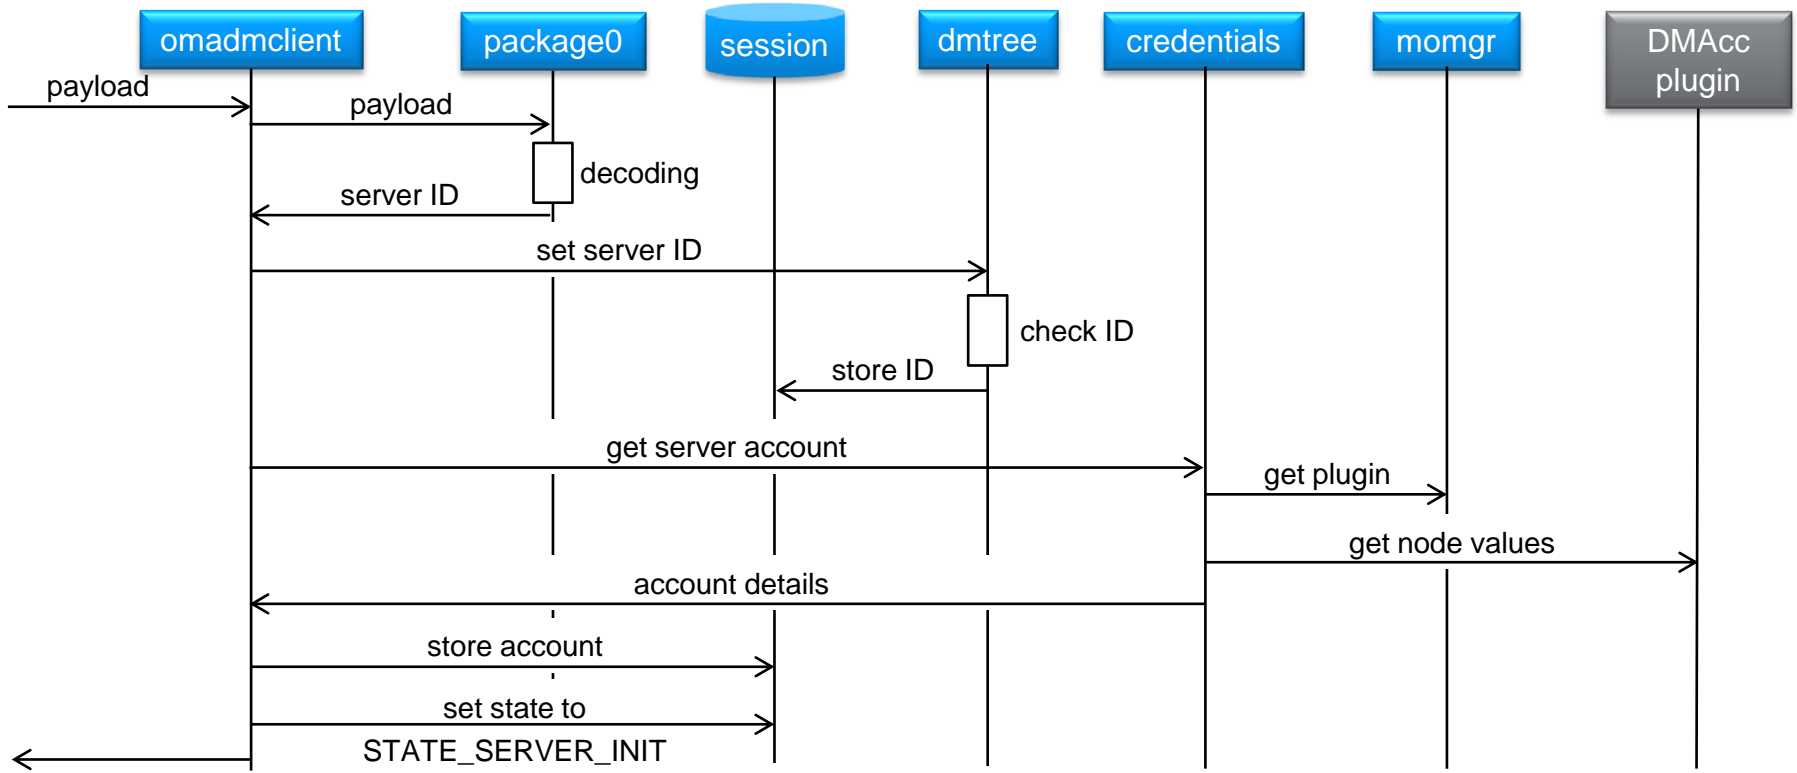 omadmclient
package0
session
dmtree
credentials
momgr
DMAcc
plugin
payload
payload
decoding
server ID
set server ID
check ID
store ID
get server account
get plugin
get node values
account details
store account
set state to
STATE_SERVER_INIT